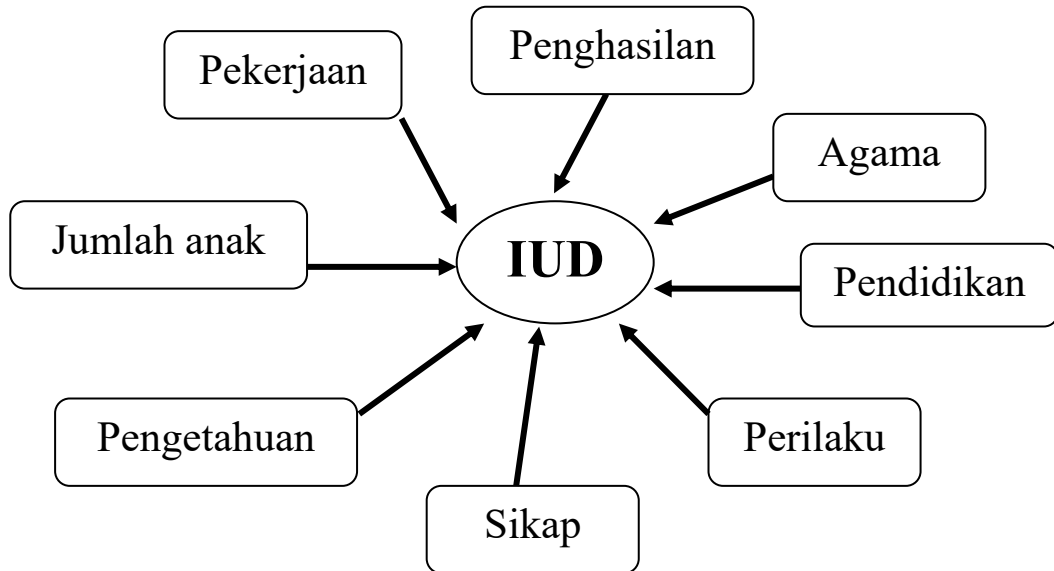 Penghasilan
Pekerjaan
Agama
Jumlah anak
IUD
Pendidikan
Pengetahuan
Perilaku
Sikap